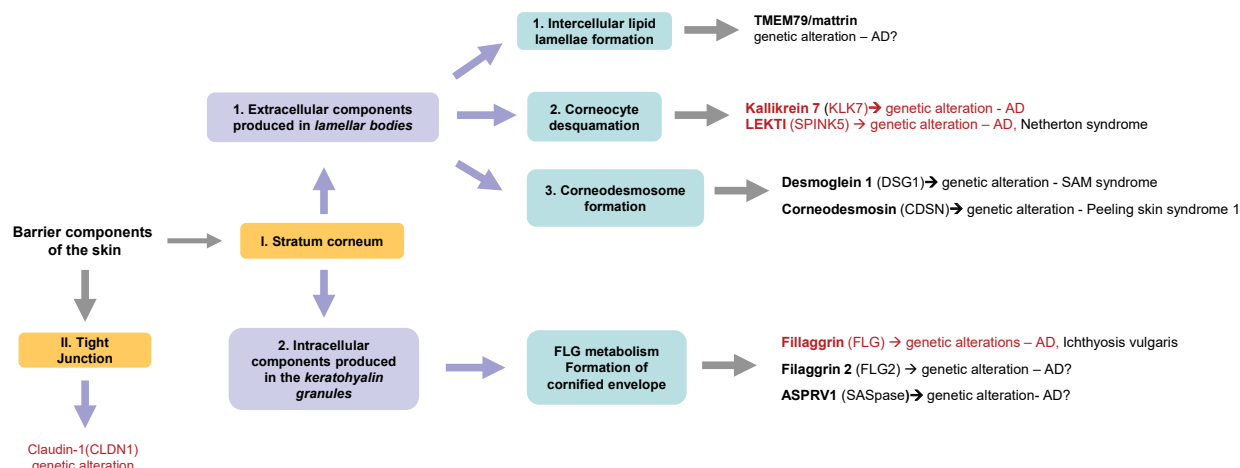 1. Intercellular lipid
lamellae formation
TMEM79/mattrin
genetic alteration – AD?
1. Extracellular components
produced in lamellar bodies
2. Corneocyte
desquamation
Kallikrein 7 (KLK7)➔ genetic alteration - AD
LEKTI (SPINK5) → genetic alteration – AD, Netherton syndrome
3. Corneodesmosome
formation
Desmoglein 1 (DSG1)➔ genetic alteration - SAM syndrome
Corneodesmosin (CDSN)➔ genetic alteration - Peeling skin syndrome 1
Barrier components
of the skin
I. Stratum corneum
II. Tight
Junction
2. Intracellular
components produced
in the keratohyalin
granules
FLG metabolism
Formation of
cornified envelope
Fillaggrin (FLG) → genetic alterations – AD, Ichthyosis vulgaris
Filaggrin 2 (FLG2) → genetic alteration – AD?
ASPRV1 (SASpase)➔ genetic alteration- AD?
Claudin-1(CLDN1)
genetic alteration